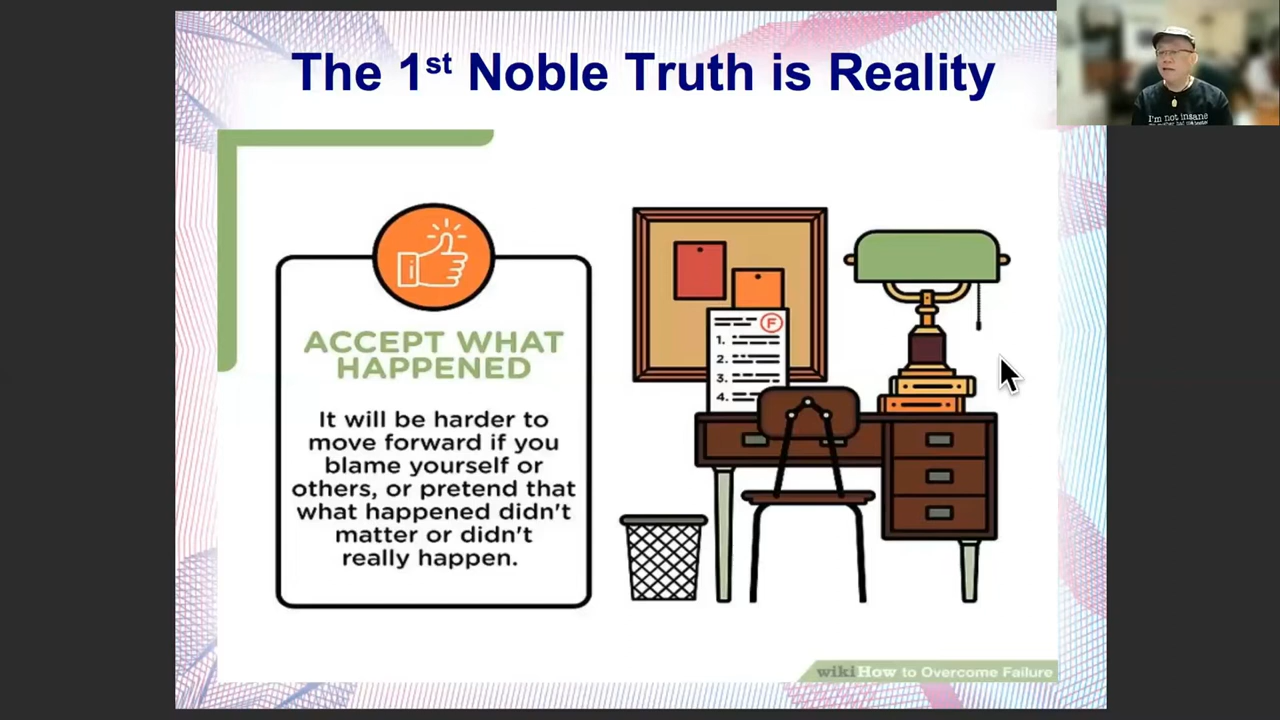 The 1st Noble Truth is Reality
I'm not insane
ACCEPT WHAT
HAPPENED
It will be harder to
move forward if you
blame yourself or
others, or pretend that
what happened didn't
matter or didn't
really happen.
F
1.
2.
3.
4.
wikiHow to Overcome Failure